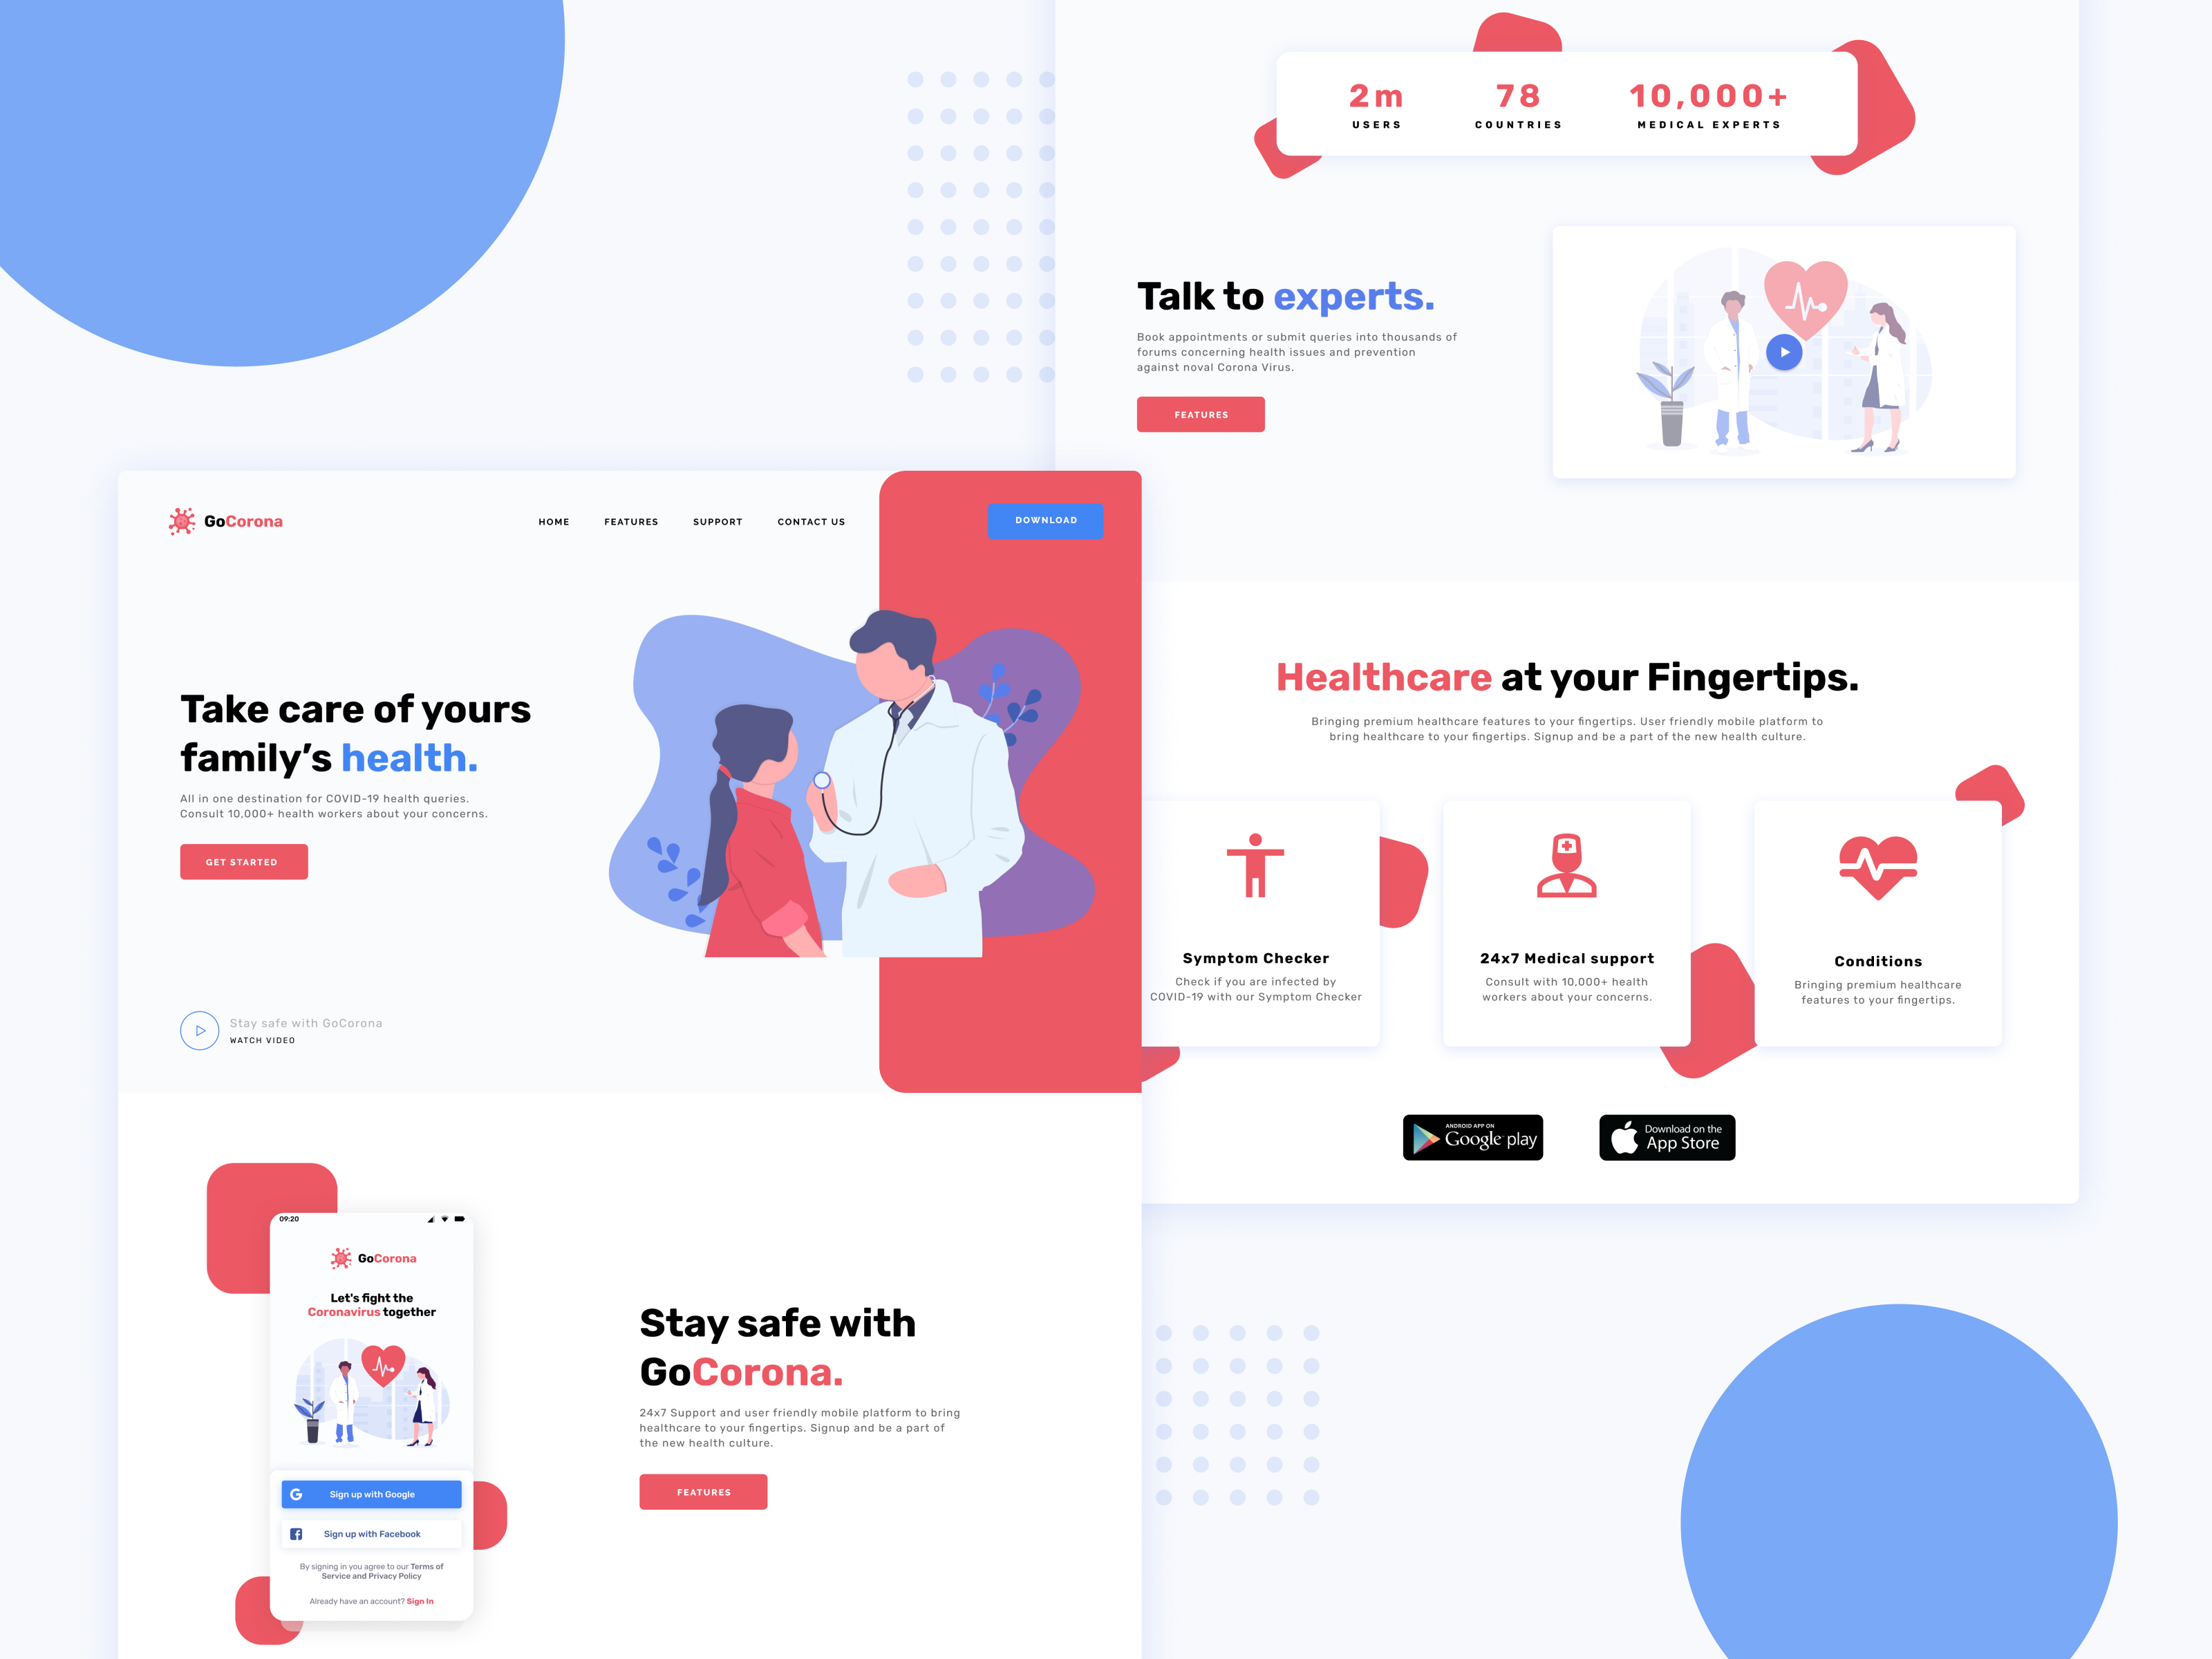 GoCorona
HOME
FEATURES
SUPPORT
CONTACT US
DOWNLOAD
Take care of yours
family’s health.
All in one destination for COVID-19 health queries.
Consult 10,000+ health workers about your concerns.
GET STARTED
Stay safe with GoCorona
WATCH VIDEO
09:20
GoCorona
Let's fight the
Coronavirus together
Sign up with Google
Sign up with Facebook
By signing in you agree to our Terms of
Service and Privacy Policy
Already have an account? Sign In
Stay safe with
GoCorona.
24x7 Support and user friendly mobile platform to bring
healthcare to your fingertips. Signup and be a part of
the new health culture.
FEATURES
2m
USERS
78
COUNTRIES
10,000+
MEDICAL EXPERTS
Talk to experts.
Book appointments or submit queries into thousands of
forums concerning health issues and prevention
against noval Corona Virus.
FEATURES
Healthcare at your Fingertips.
Bringing premium healthcare features to your fingertips. User friendly mobile platform to
bring healthcare to your fingertips. Signup and be a part of the new health culture.
Symptom Checker
Check if you are infected by
COVID-19 with our Symptom Checker
24x7 Medical support
Consult with 10,000+ health
workers about your concerns.
Conditions
Bringing premium healthcare
features to your fingertips.
ANDROID APP ON
Google play
Download on the
App Store